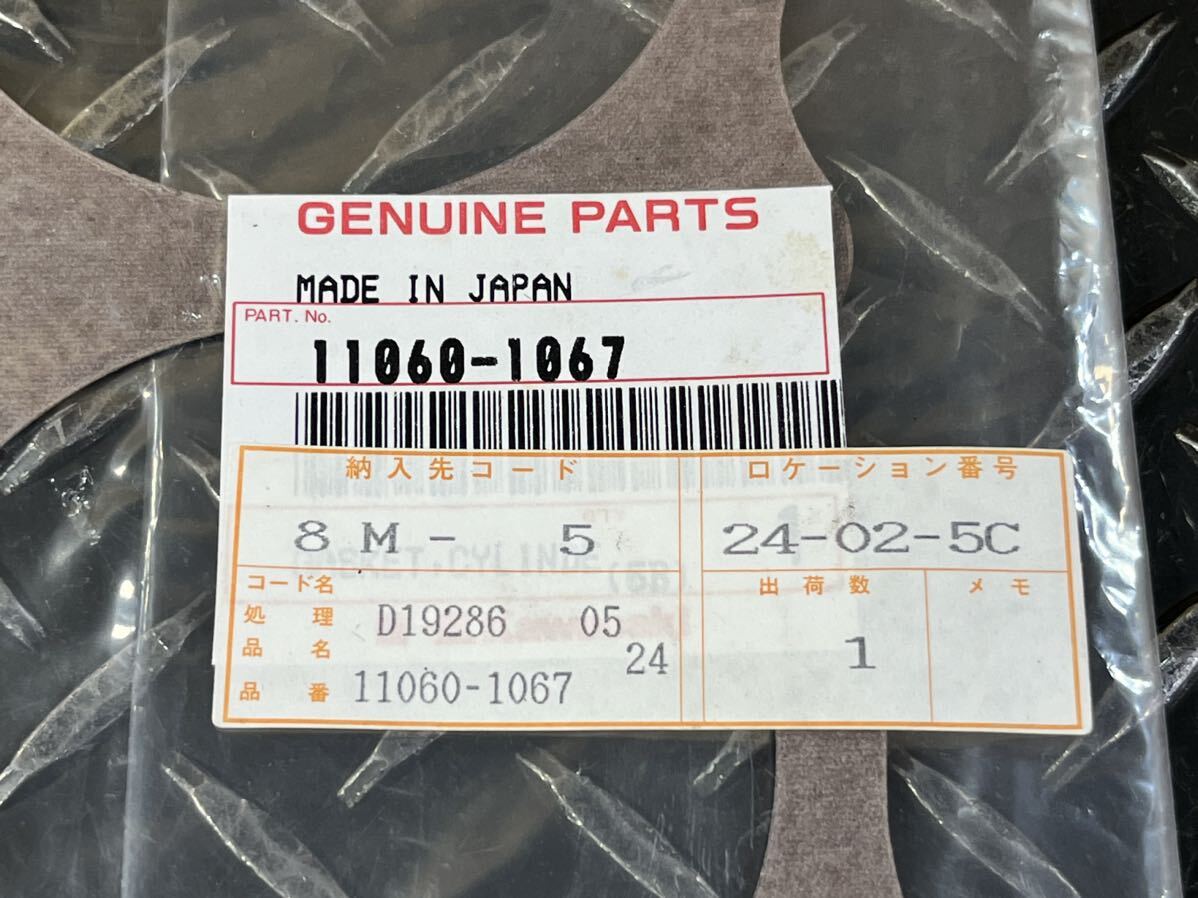 GENUINE PARTS
MADE IN JAPAN
PART. No.
11060-1067
納入先コード
ロケーション番号
8 M - 5
24-02-5C
コード名
出荷数
メモ
処理
D19286 05
品名
24
1
品番
11060-1067